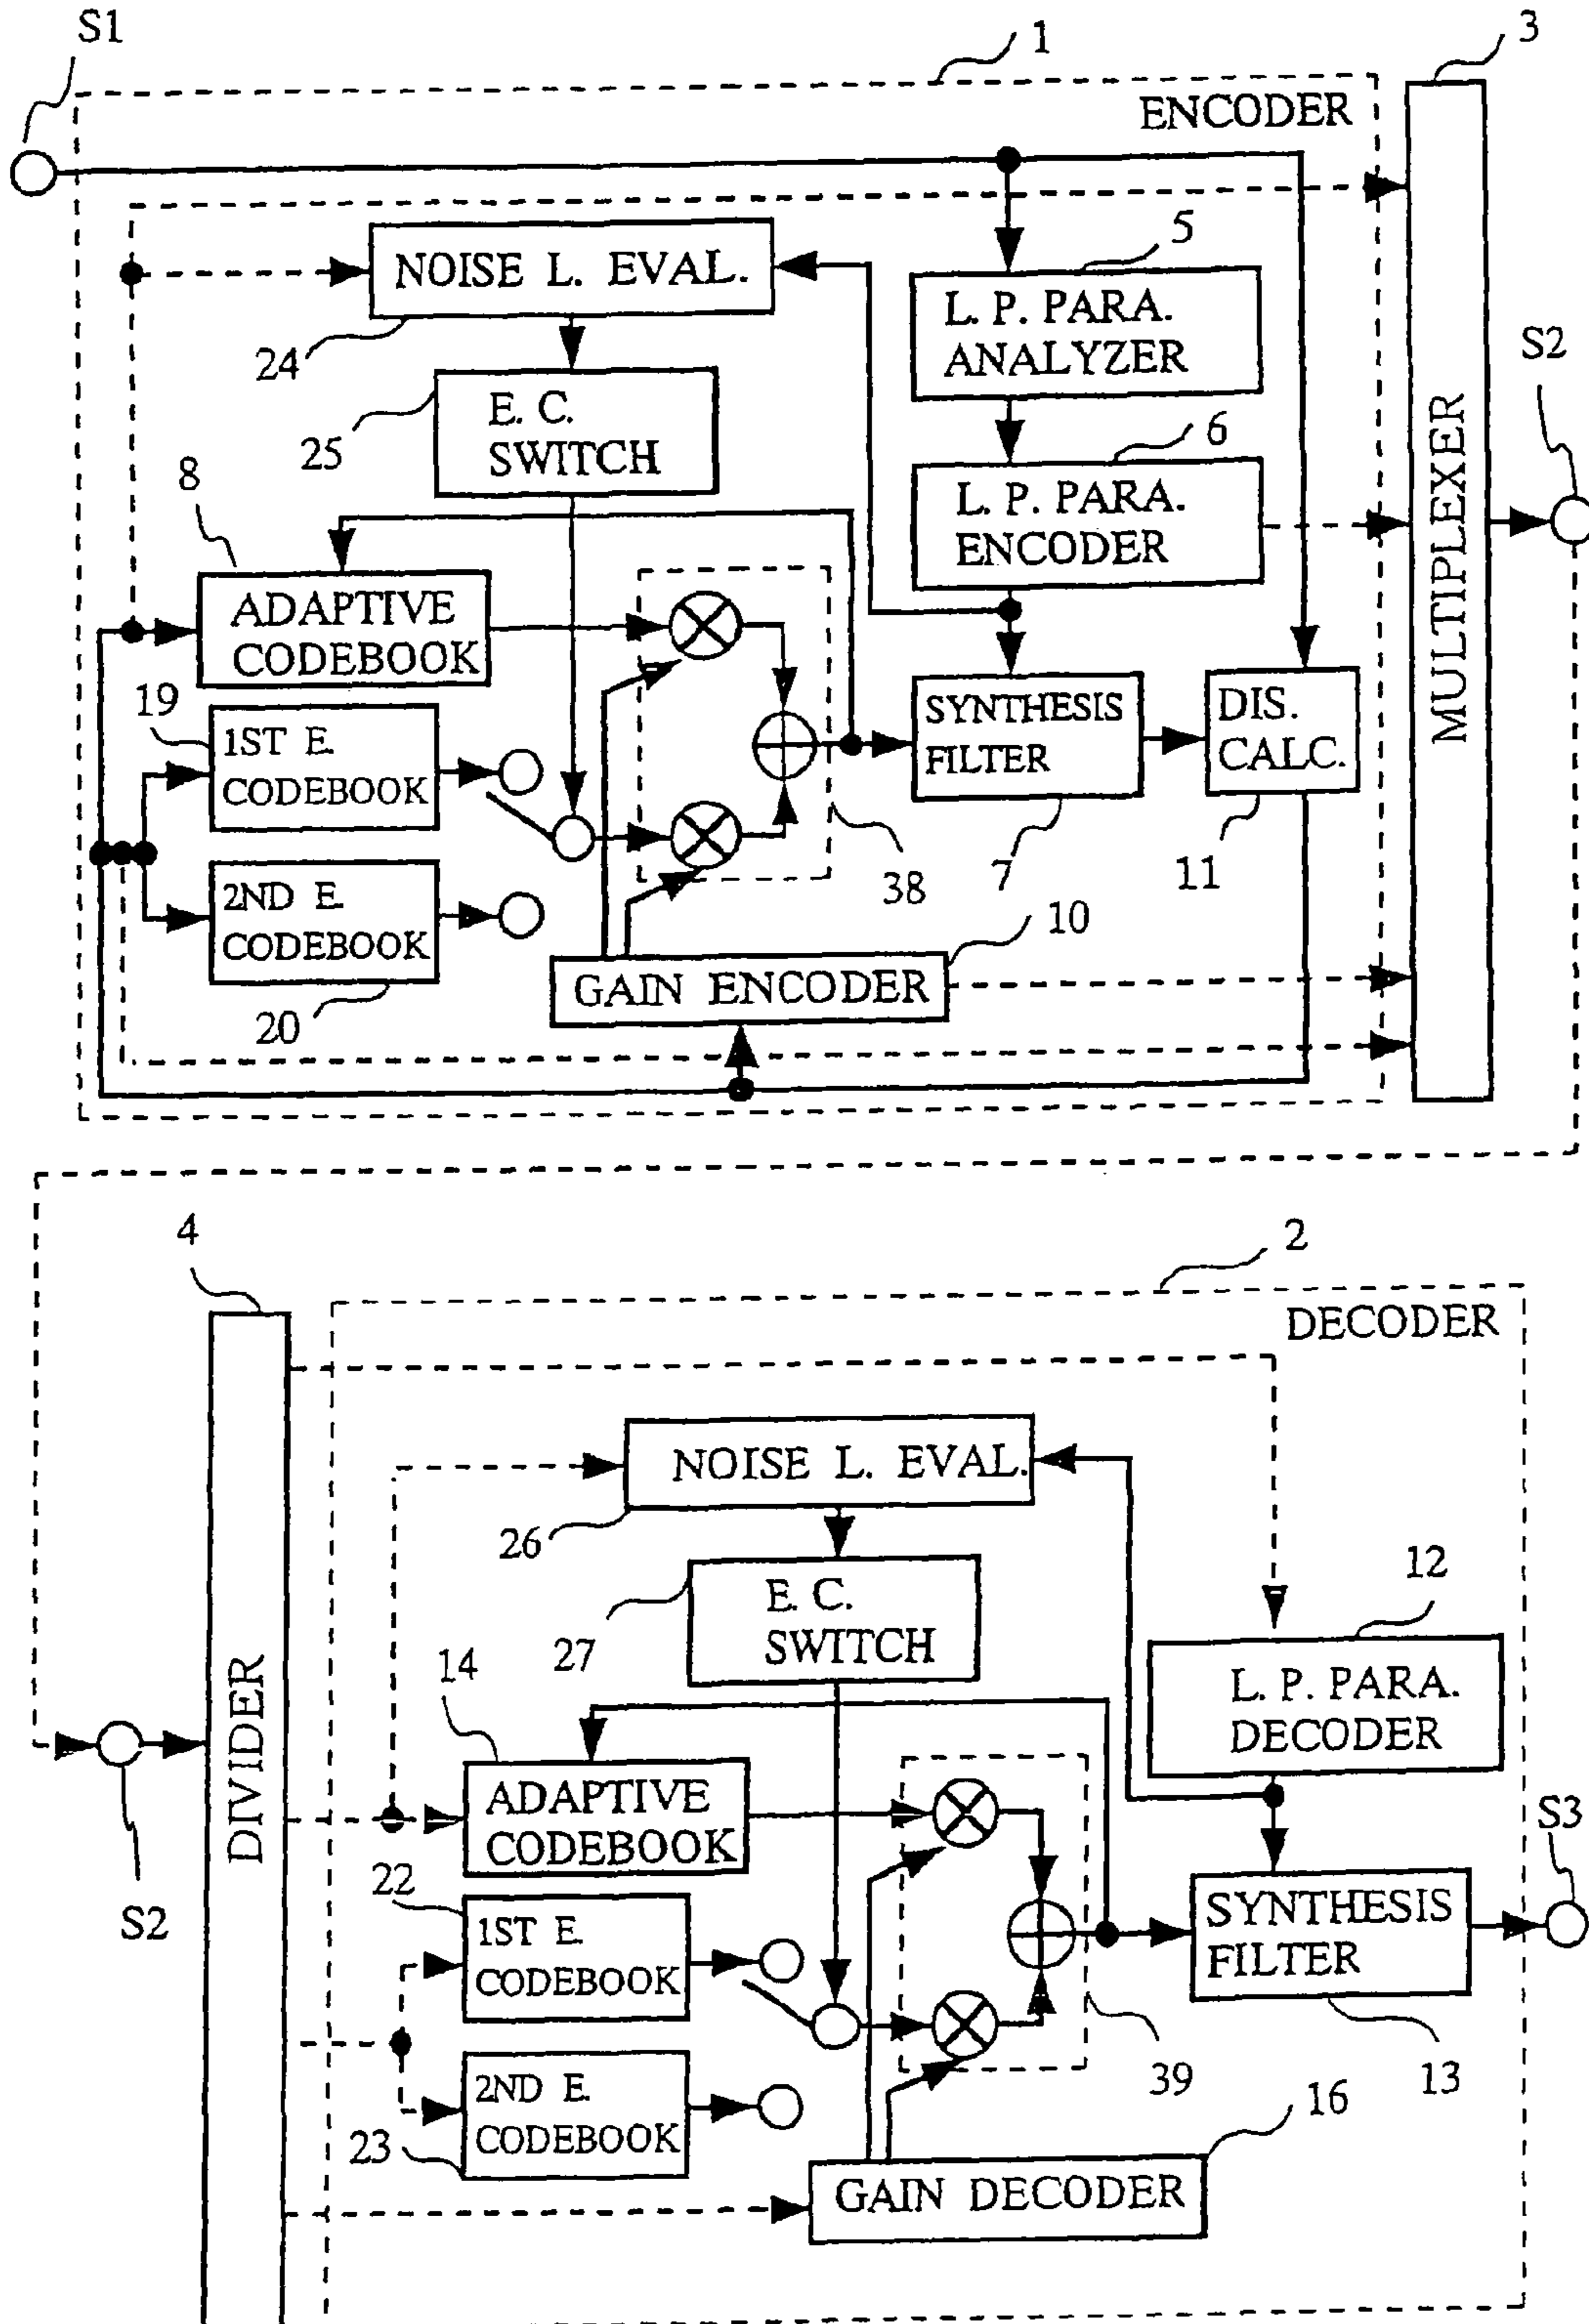 S1
1
3
ENCODER
NOISE L. EVAL.
24
5
L. P. PARA.
ANALYZER
S2
E. C.
SWITCH
25
6
L. P. PARA.
ENCODER
MULTIPLEXER
8
ADAPTIVE
CODEBOOK
19
1ST E.
CODEBOOK
SYNTHESIS
FILTER
DIS.
CALC.
2ND E.
CODEBOOK
38
7
11
10
20
GAIN ENCODER
4
2
DECODER
NOISE L. EVAL.
26
E. C.
SWITCH
27
12
L. P. PARA.
DECODER
14
DIVIDER
ADAPTIVE
CODEBOOK
S3
S2
22
1ST E.
CODEBOOK
SYNTHESIS
FILTER
2ND E.
CODEBOOK
23
39
13
16
GAIN DECODER